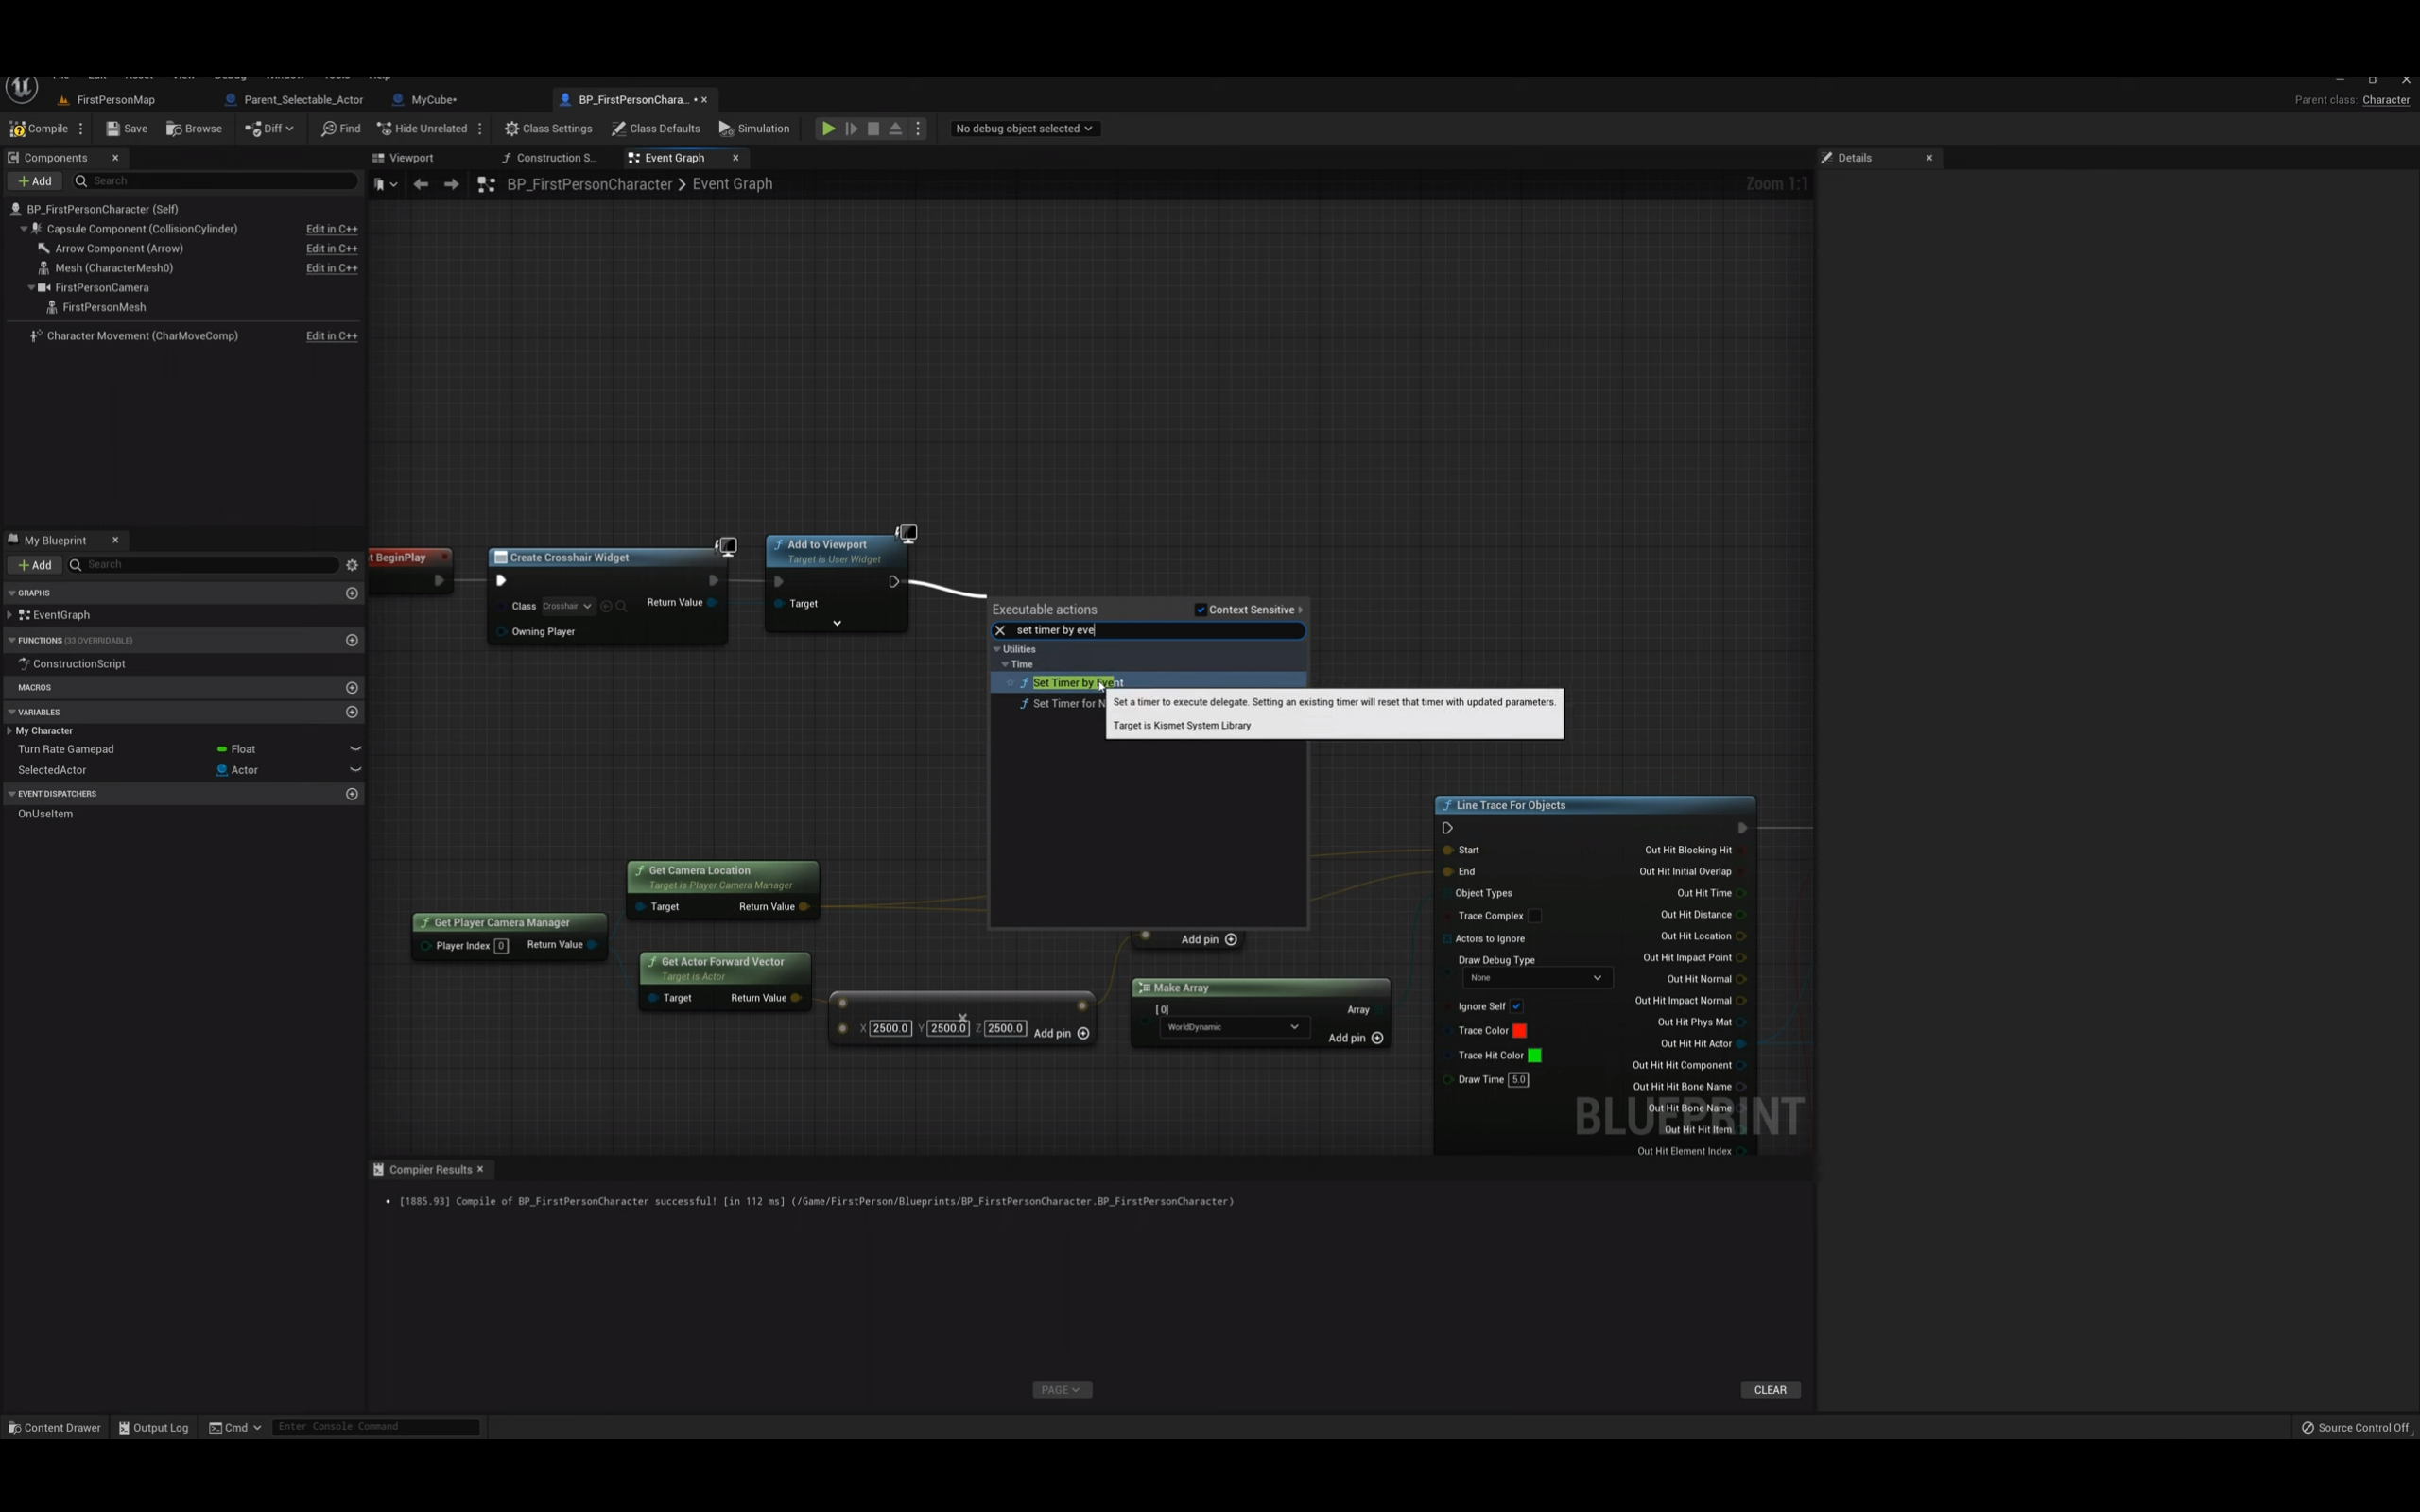 File Edit Asset View Debug Window Tools Help
FirstPersonMap Parent_Selectable_Actor MyCube• BP_FirstPersonChara... •
Parent class: Character
Compile Save Browse Diff Find Hide Unrelated Class Settings Class Defaults Simulation No debug object selected
Components
Viewport Construction S... Event Graph
Details
Add Search
BP_FirstPersonCharacter > Event Graph
Zoom 1:1
BP_FirstPersonCharacter (Self)
Capsule Component (CollisionCylinder) Edit in C++
Arrow Component (Arrow) Edit in C++
Mesh (CharacterMesh0) Edit in C++
FirstPersonCamera
FirstPersonMesh
Character Movement (CharMoveComp) Edit in C++
My Blueprint
Add Search
GRAPHS
EventGraph
FUNCTIONS (33 OVERRIDABLE)
ConstructionScript
MACROS
VARIABLES
My Character
Turn Rate Gamepad Float
SelectedActor Actor
EVENT DISPATCHERS
OnUseItem
t BeginPlay
Create Crosshair Widget
Class Crosshair Return Value
Owning Player
Add to Viewport
Target is User Widget
Target
Executable actions Context Sensitive
set timer by eve
Utilities
Time
Set Timer by Event
Set Timer for N
Set a timer to execute delegate. Setting an existing timer will reset that timer with updated parameters.
Target is Kismet System Library
Get Player Camera Manager
Player Index 0 Return Value
Get Camera Location
Target is Player Camera Manager
Target Return Value
Get Actor Forward Vector
Target is Actor
Target Return Value
X 2500.0 Y 2500.0 Z 2500.0 Add pin
Add pin
Make Array
[0] Array
WorldDynamic
Add pin
Line Trace For Objects
Start Out Hit Blocking Hit
End Out Hit Initial Overlap
Object Types Out Hit Time
Trace Complex Out Hit Distance
Actors to Ignore Out Hit Location
Draw Debug Type Out Hit Impact Point
None Out Hit Normal
Ignore Self Out Hit Impact Normal
Out Hit Phys Mat
Trace Color Out Hit Hit Actor
Trace Hit Color Out Hit Hit Component
Draw Time 5.0 Out Hit Hit Bone Name
Out Hit Bone Name
Out Hit Hit Item
Out Hit Element Index
BLUEPRINT
Compiler Results
[1885.93] Compile of BP_FirstPersonCharacter successful! [in 112 ms] (/Game/FirstPerson/Blueprints/BP_FirstPersonCharacter.BP_FirstPersonCharacter)
PAGE CLEAR
Content Drawer Output Log Cmd Enter Console Command Source Control Off